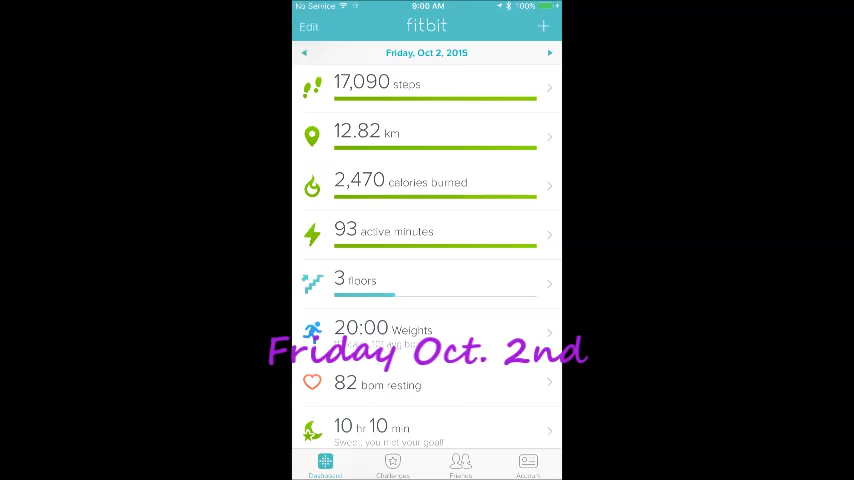 No Service 9:00 AM 100%
Edit fitbit +
Friday, Oct 2, 2015
17,090 steps
12.82 km
2,470 calories burned
93 active minutes
3 floors
20:00 Weights
Friday Oct. 2nd
82 bpm resting
10 hr 10 min
Sweet, you met your goal!
Dashboard Challenges Friends Account